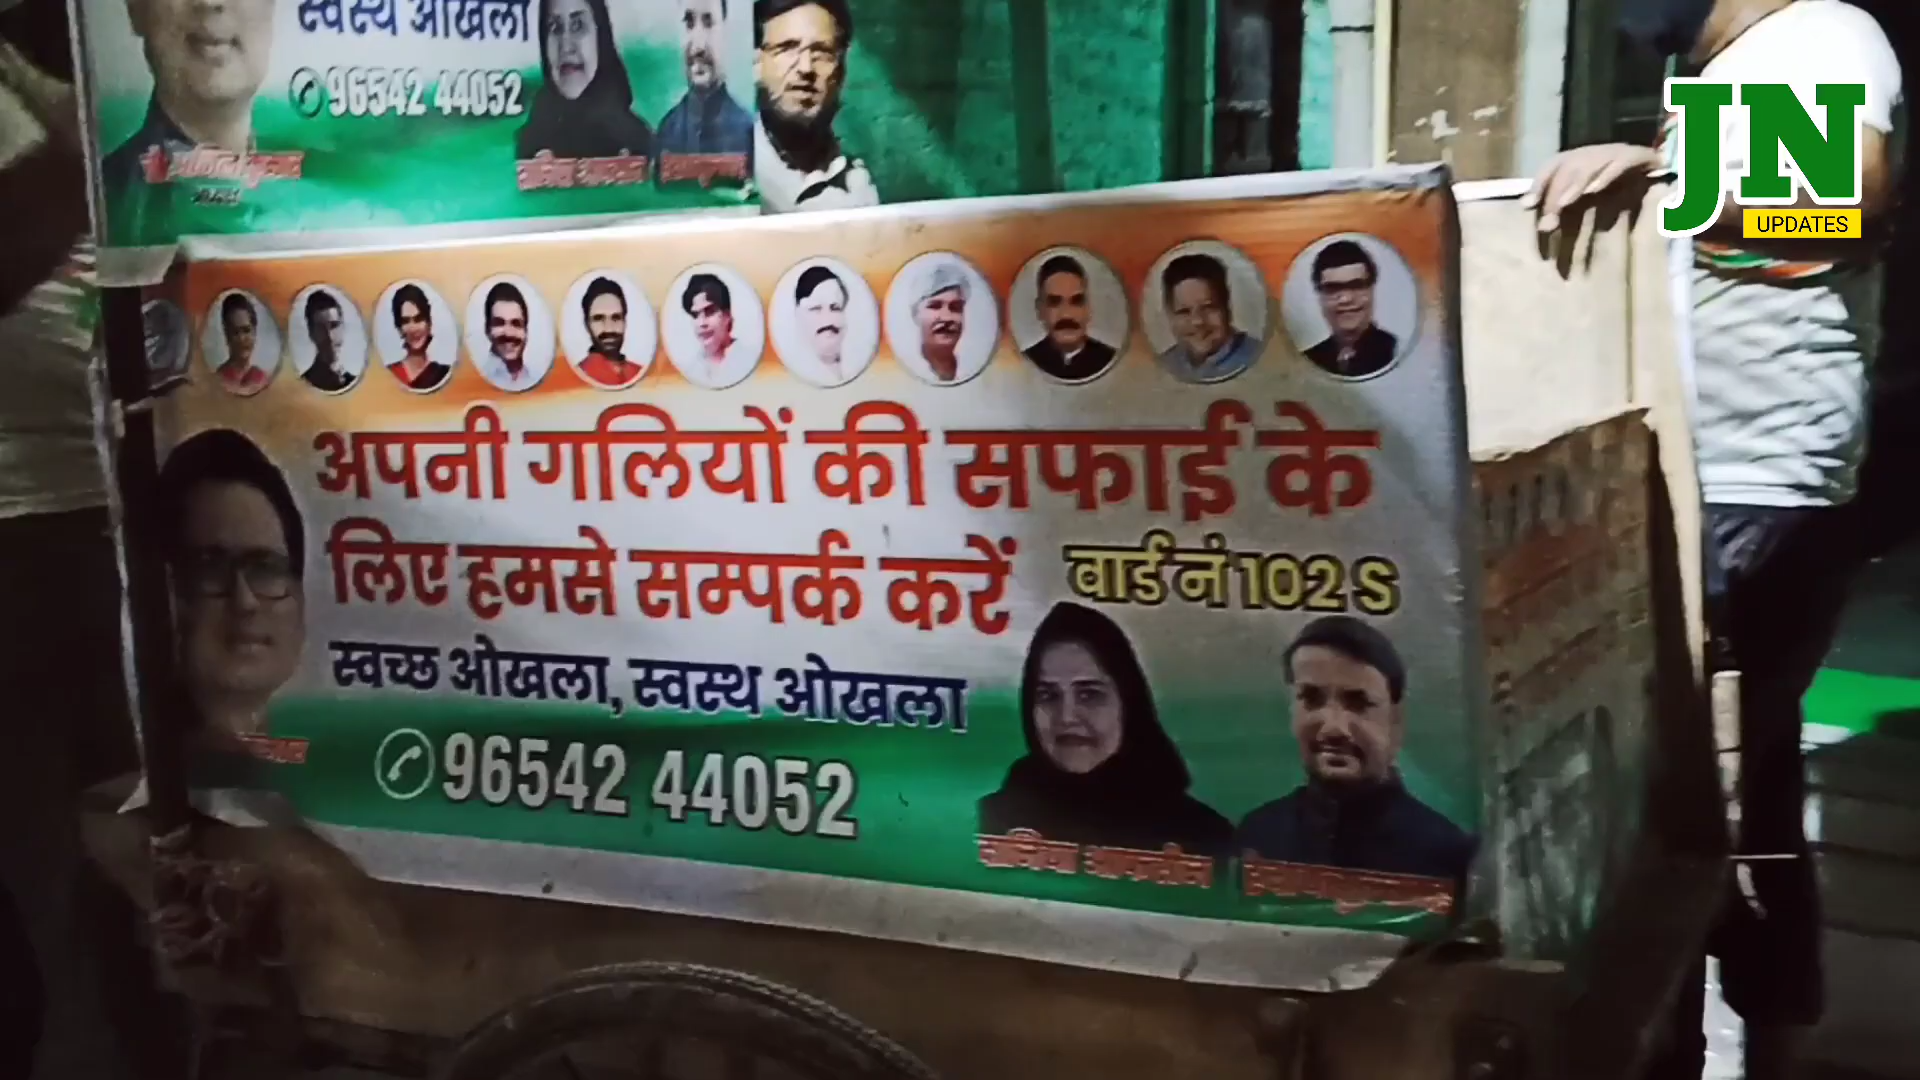 स्वस्थ ओखला
96542 44052
JN
UPDATES
अपनी गलियों की सफाई के
लिए हमसे सम्पर्क करें
वार्ड नं 102 S
स्वच्छ ओखला, स्वस्थ ओखला
96542 44052